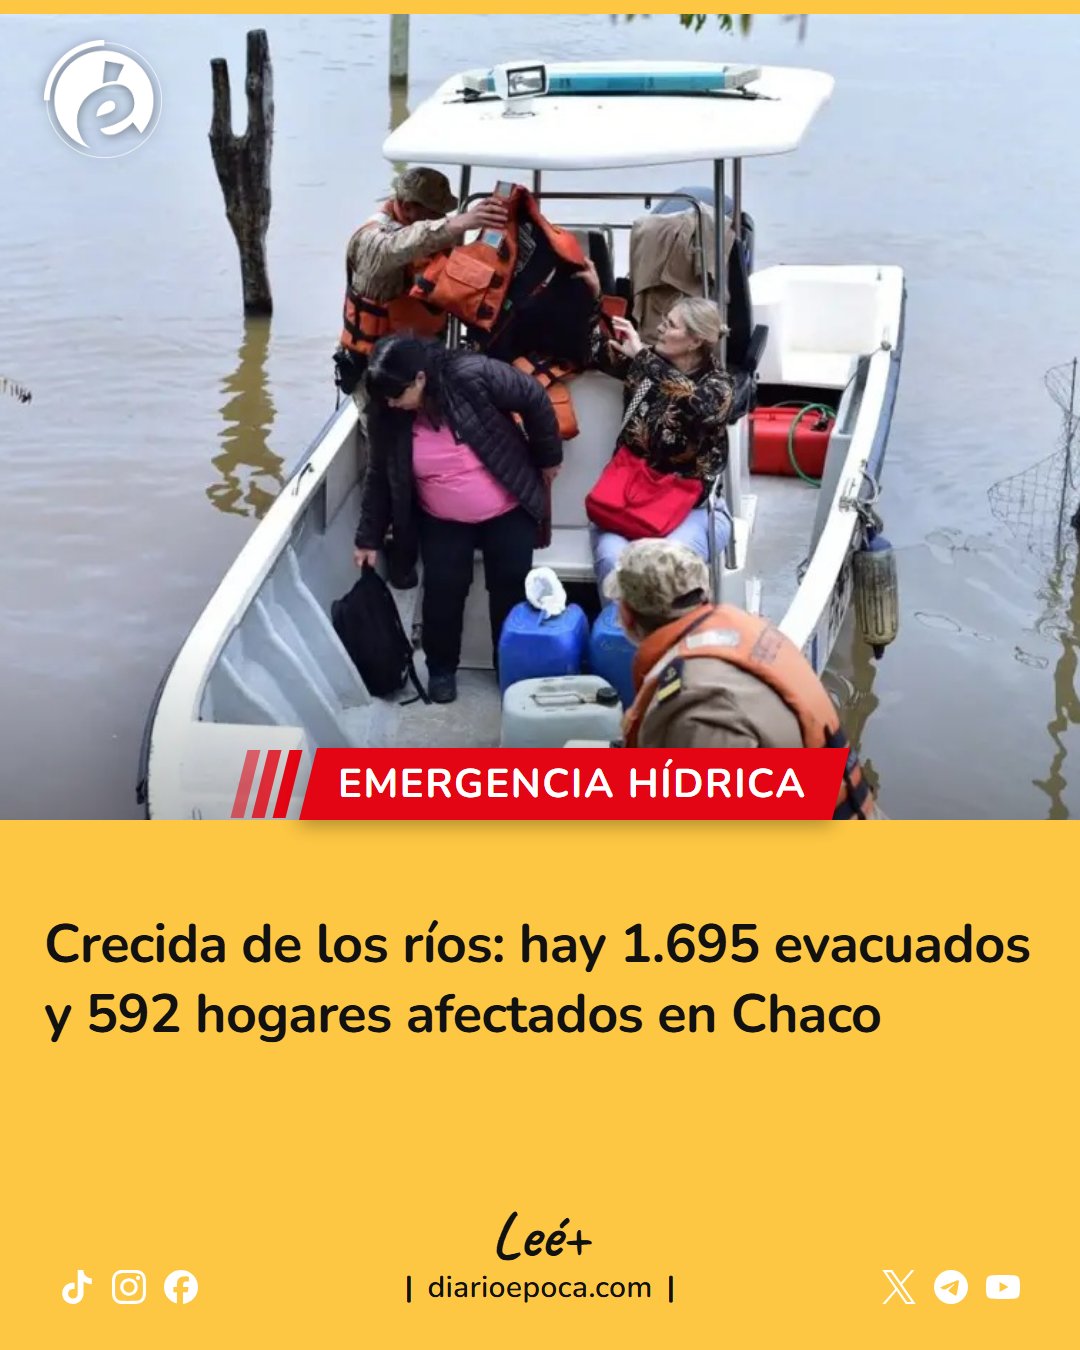 é
EMERGENCIA HÍDRICA
Crecida de los ríos: hay 1.695 evacuados
y 592 hogares afectados en Chaco
Leé+
| diarioepoca.com |